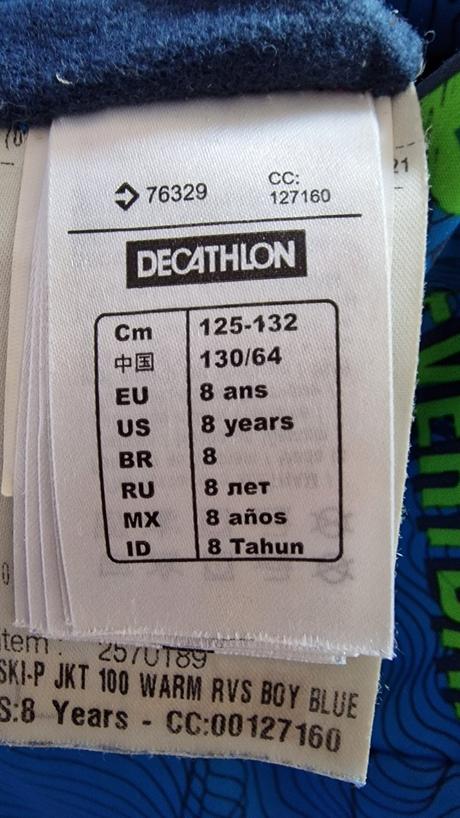 76329
CC:
127160
DECATHLON
Cm 125-132
中国 130/64
EU 8 ans
US 8 years
BR 8
RU 8 лет
MX 8 años
ID 8 Tahun
tem : 2570189
SKI-P JKT 100 WARM RVS BOY BLUE
S:8 Years - CC:00127160